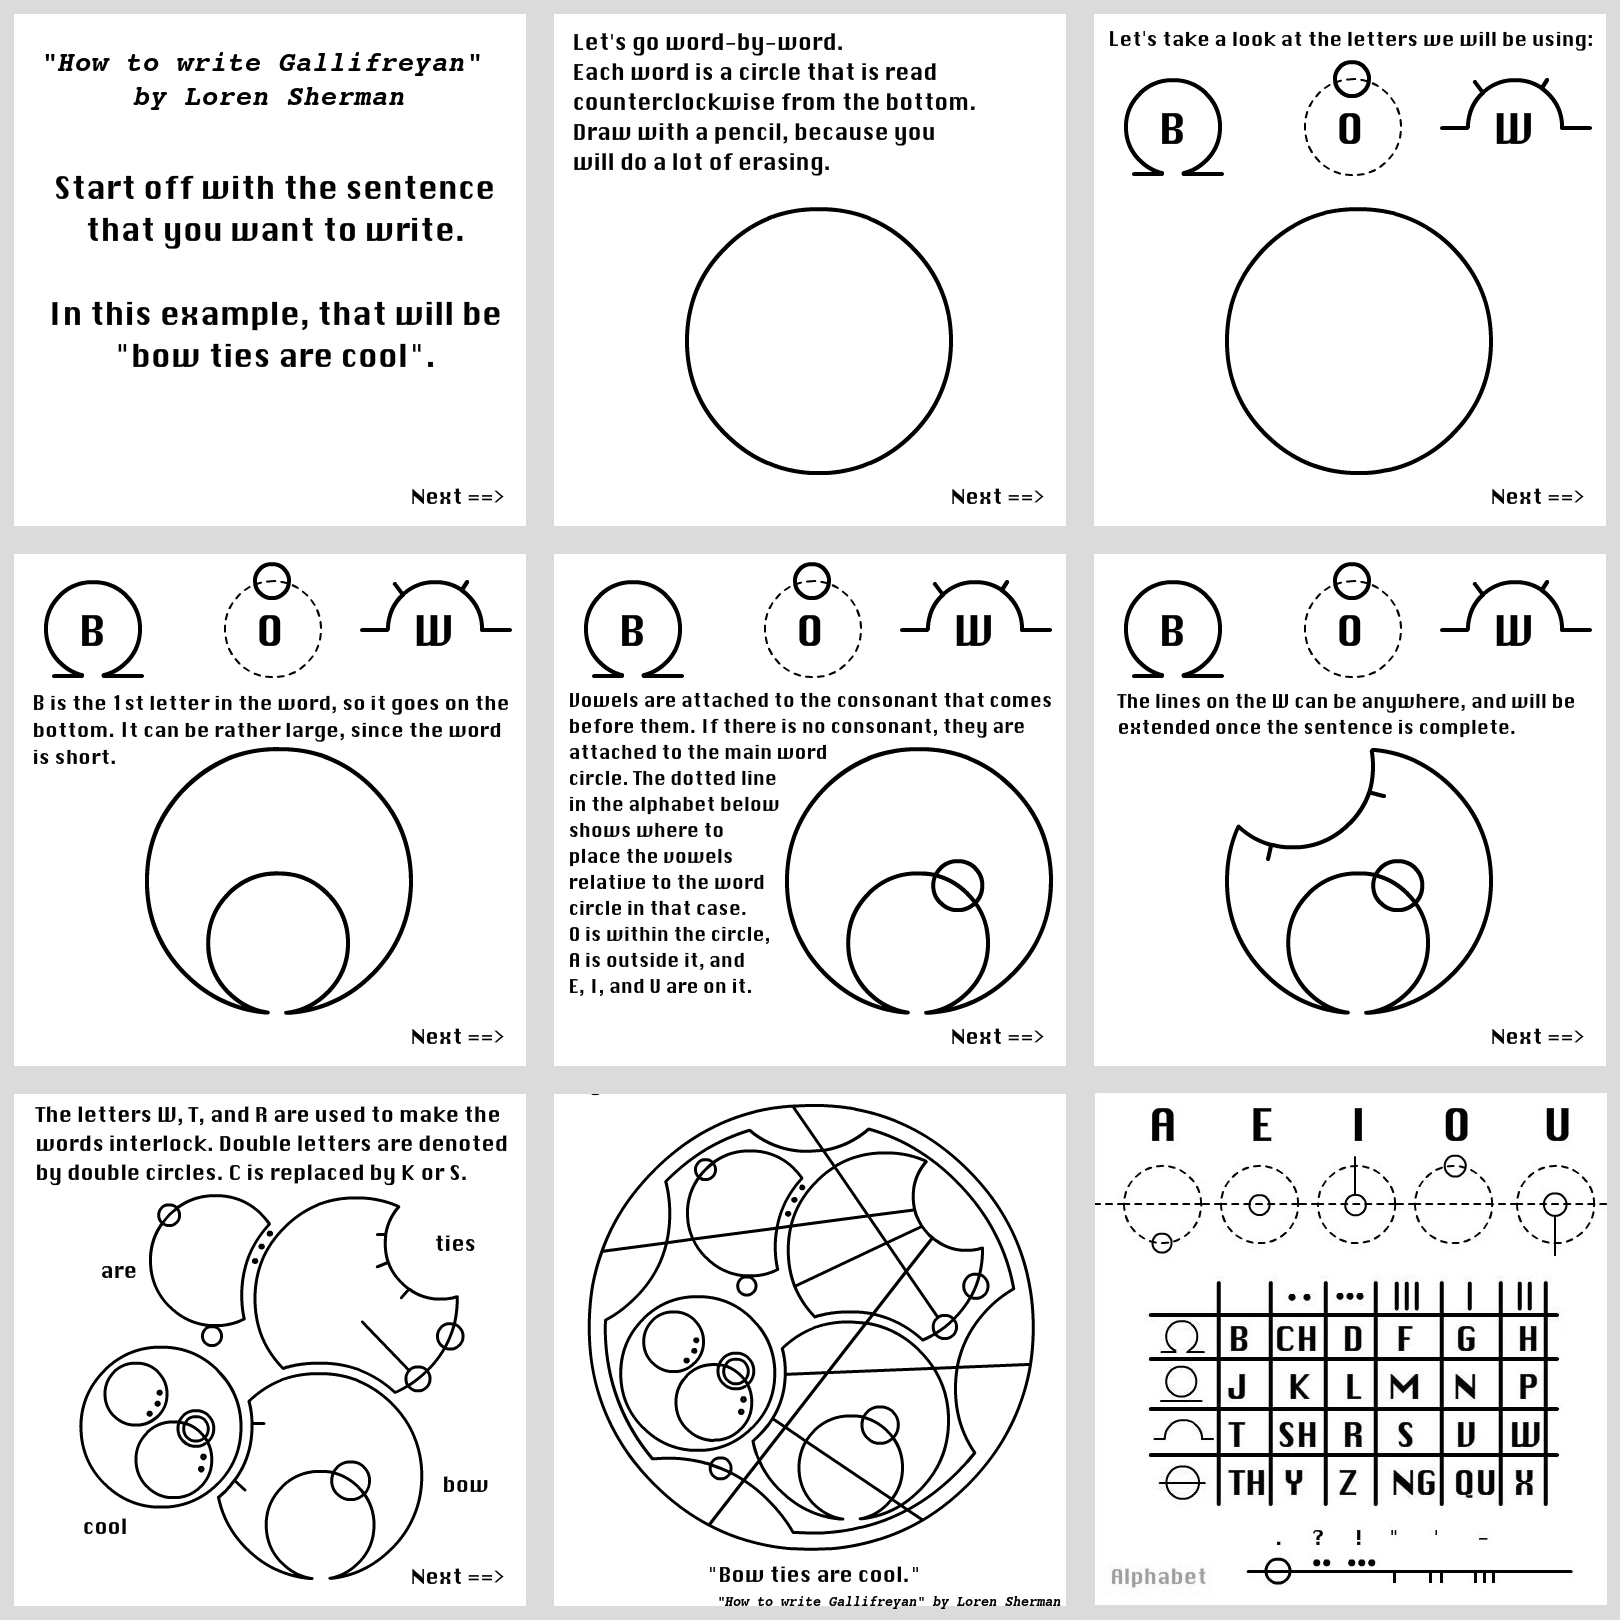 "How to write Gallifreyan"
by Loren Sherman
Start off with the sentence
that you want to write.
In this example, that will be
"bow ties are cool".
Next ==>
Let's go word-by-word.
Each word is a circle that is read
counterclockwise from the bottom.
Draw with a pencil, because you
will do a lot of erasing.
Next ==>
Let's take a look at the letters we will be using:
B O W
Next ==>
B O W
B is the 1st letter in the word, so it goes on the
bottom. It can be rather large, since the word
is short.
Next ==>
B O W
Vowels are attached to the consonant that comes
before them. If there is no consonant, they are
attached to the main word
circle. The dotted line
in the alphabet below
shows where to
place the vowels
relative to the word
circle in that case.
O is within the circle,
A is outside it, and
E, I, and U are on it.
Next ==>
B O W
The lines on the W can be anywhere, and will be
extended once the sentence is complete.
Next ==>
The letters W, T, and R are used to make the
words interlock. Double letters are denoted
by double circles. C is replaced by K or S.
ties
are
bow
cool
Next ==>
"Bow ties are cool."
"How to write Gallifreyan" by Loren Sherman
A E I O U
B CH D F G H
J K L M N P
T SH R S V W
TH Y Z NG QU X
. ? ! " ' -
Alphabet